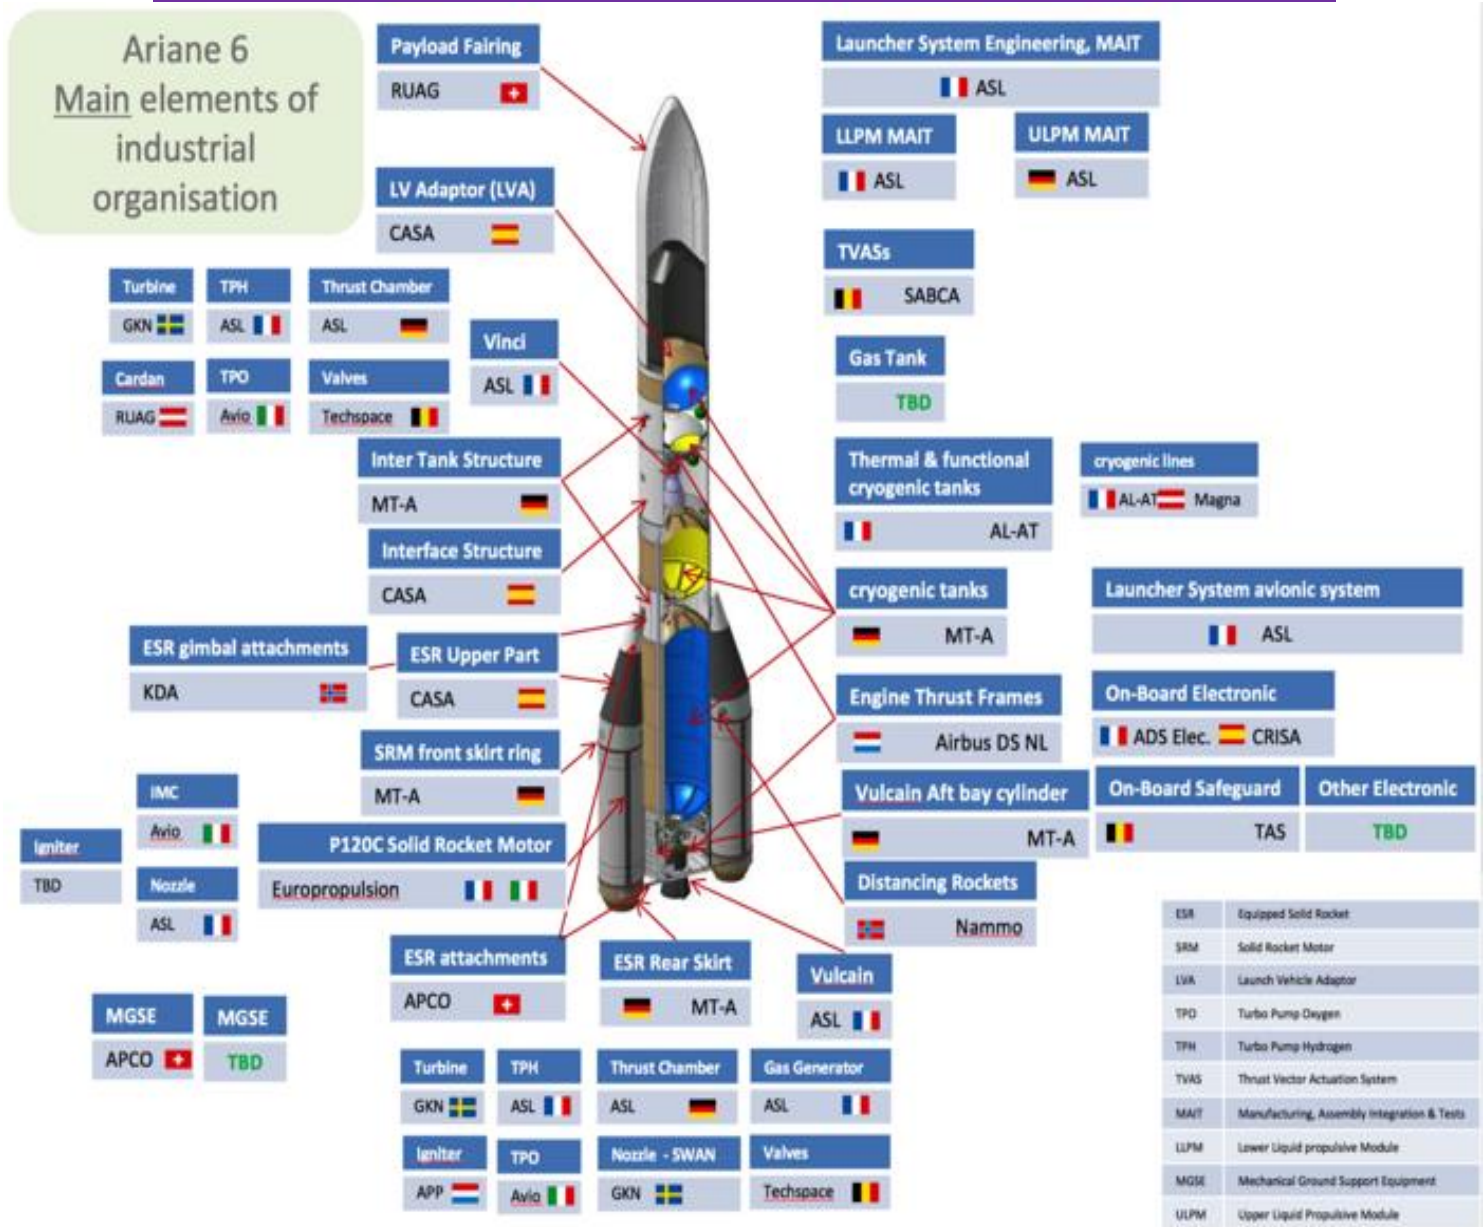 Ariane 6
Main elements of
industrial
organisation
Payload Fairing
RUAG
LV Adaptor (LVA)
CASA
Turbine
GKN
TPH
ASL
Thrust Chamber
ASL
Cardan
RUAG
TPO
Avio
Valves
Techspace
Vinci
ASL
Inter Tank Structure
MT-A
Interface Structure
CASA
ESR gimbal attachments
KDA
ESR Upper Part
CASA
SRM front skirt ring
MT-A
IMC
Avio
Igniter
TBD
Nozzle
ASL
P120C Solid Rocket Motor
Europropulsion
ESR attachments
APCO
ESR Rear Skirt
MT-A
Vulcain
ASL
MGSE
APCO
MGSE
TBD
Turbine
GKN
TPH
ASL
Thrust Chamber
ASL
Gas Generator
ASL
Igniter
APP
TPO
Avio
Nozzle - SWAN
GKN
Valves
Techspace
Launcher System Engineering, MAIT
ASL
LLPM MAIT
ASL
ULPM MAIT
ASL
TVASs
SABCA
Gas Tank
TBD
Thermal & functional
cryogenic tanks
AL-AT
cryogenic lines
AL-AT Magna
cryogenic tanks
MT-A
Launcher System avionic system
ASL
Engine Thrust Frames
Airbus DS NL
On-Board Electronic
ADS Elec. CRISA
Vulcain Aft bay cylinder
MT-A
On-Board Safeguard
TAS
Other Electronic
TBD
Distancing Rockets
Nammo
ESR Equipped Solid Rocket
SRM Solid Rocket Motor
LVA Launch Vehicle Adaptor
TPO Turbo Pump Oxygen
TPH Turbo Pump Hydrogen
TVAS Thrust Vector Actuation System
MAIT Manufacturing, Assembly Integration & Tests
LLPM Lower Liquid propulsive Module
MGSE Mechanical Ground Support Equipment
ULPM Upper Liquid Propulsive Module